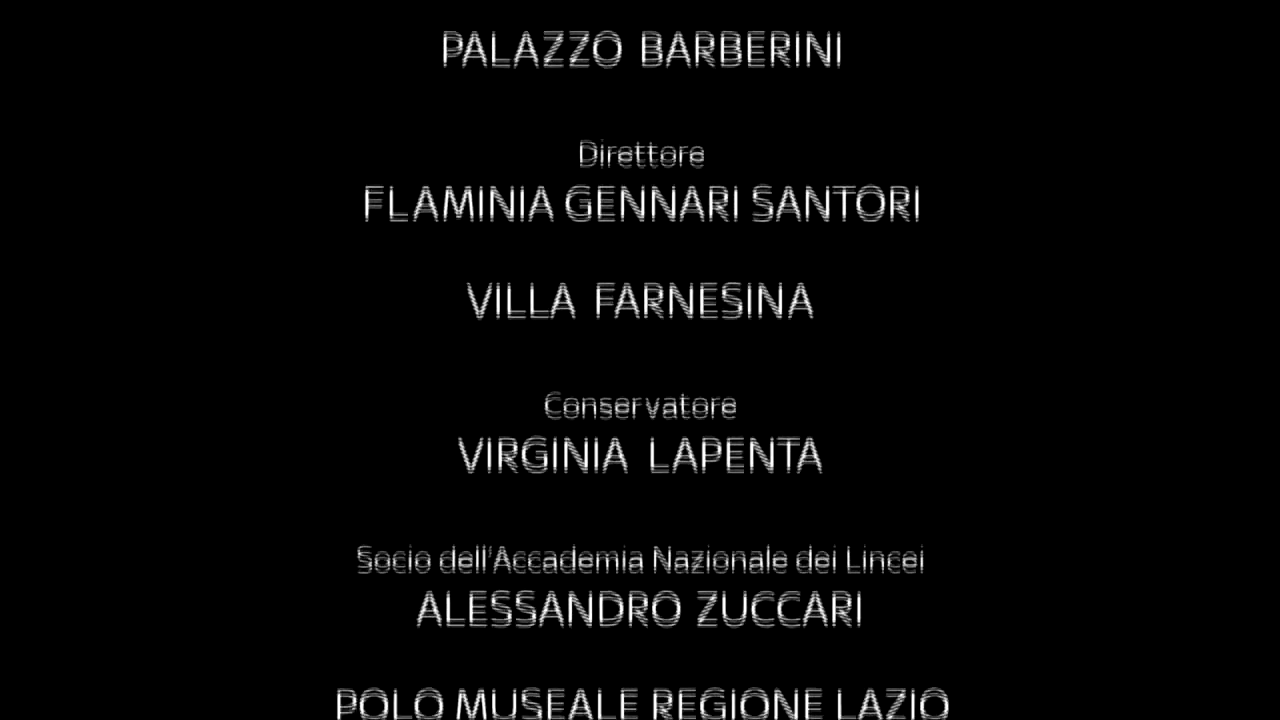 PALAZZO BARBERINI
Direttore
FLAMINIA GENNARI SANTORI
VILLA FARNESINA
Conservatore
VIRGINIA LAPENTA
Socio dell'Accademia Nazionale dei Lincei
ALESSANDRO ZUCCARI
POLO MUSEALE REGIONE LAZIO